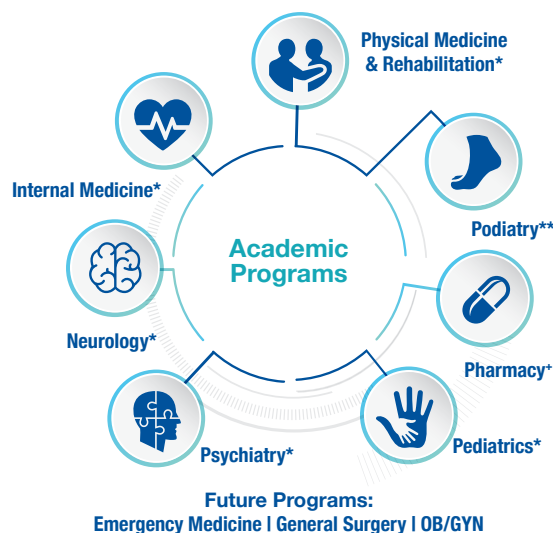 Physical Medicine
& Rehabilitation*
Internal Medicine*
Podiatry**
Academic
Programs
Neurology*
Pharmacy+
Psychiatry*
Pediatrics*
Future Programs:
Emergency Medicine | General Surgery | OB/GYN